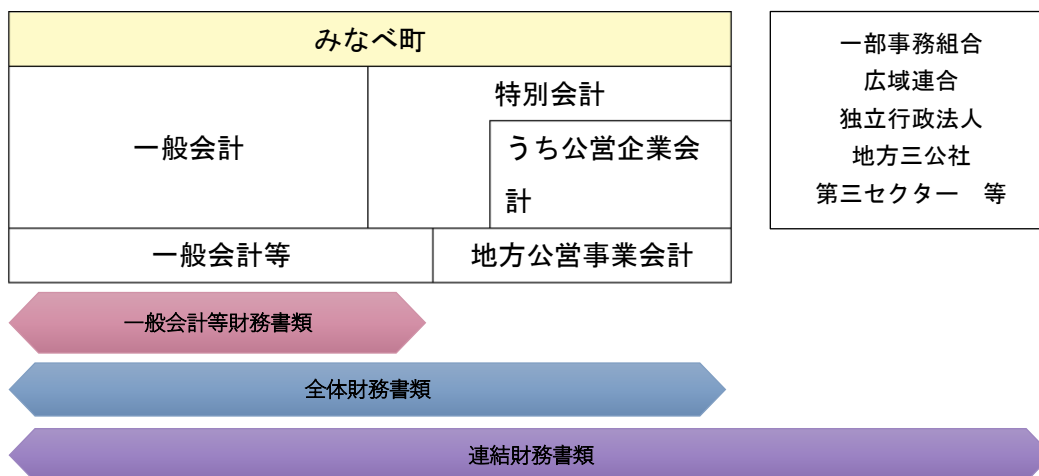 みなべ町
一般会計
特別会計
うち公営企業会
計
一般会計等
地方公営事業会計
一部事務組合
広域連合
独立行政法人
地方三公社
第三セクター　等
一般会計等財務書類
全体財務書類
連結財務書類